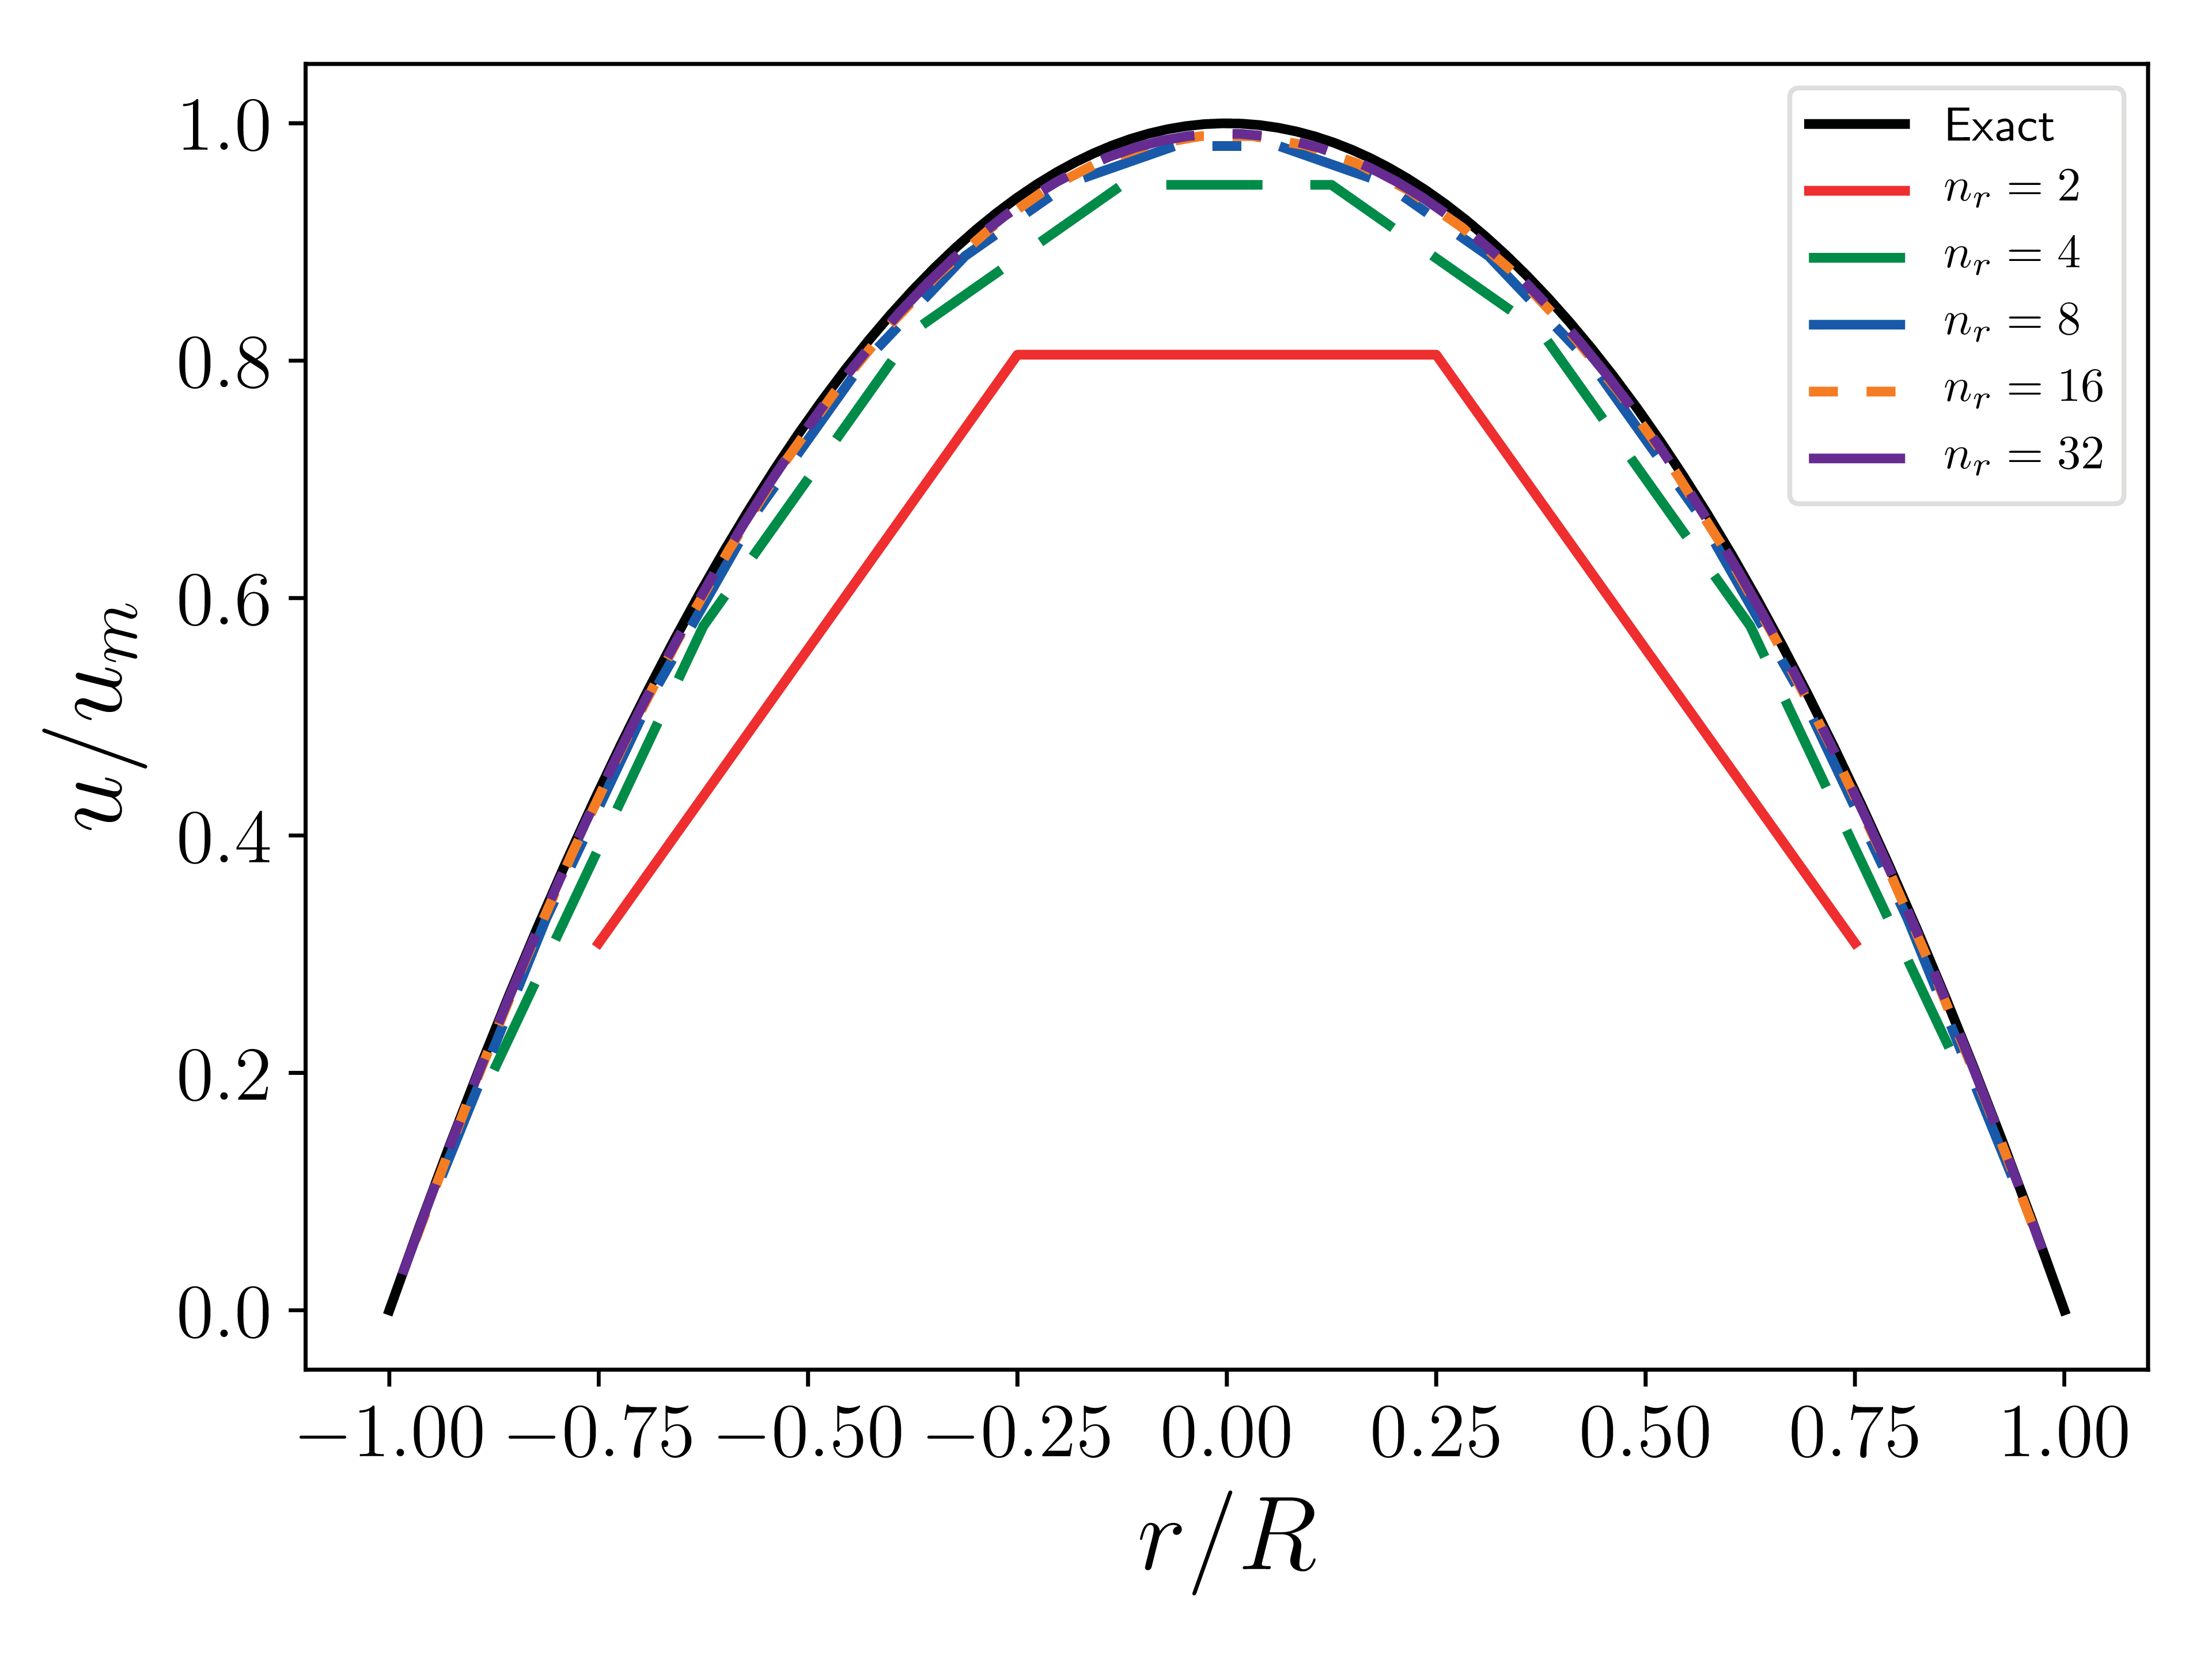 1.0
0.8
0.6
0.4
0.2
0.0
u/u_m
Exact
n_r = 2
n_r = 4
n_r = 8
n_r = 16
n_r = 32
−1.00 −0.75 −0.50 −0.25 0.00 0.25 0.50 0.75 1.00
r/R